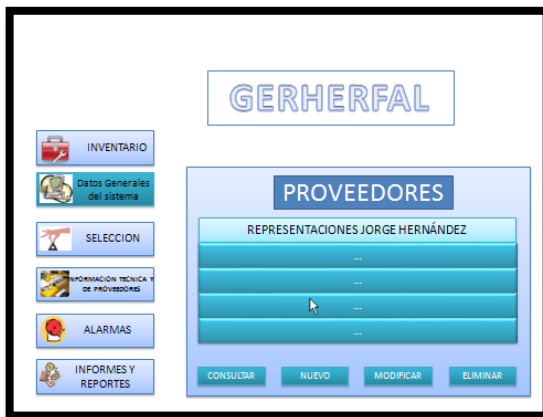 GERHERFAL
INVENTARIO
Datos Generales
del sistema
SELECCION
INFORMACIÓN TECNICA Y
DE PROVEEDORES
ALARMAS
INFORMES Y
REPORTES
PROVEEDORES
REPRESENTACIONES JORGE HERNÁNDEZ
...
...
...
...
CONSULTAR
NUEVO
MODIFICAR
ELIMINAR